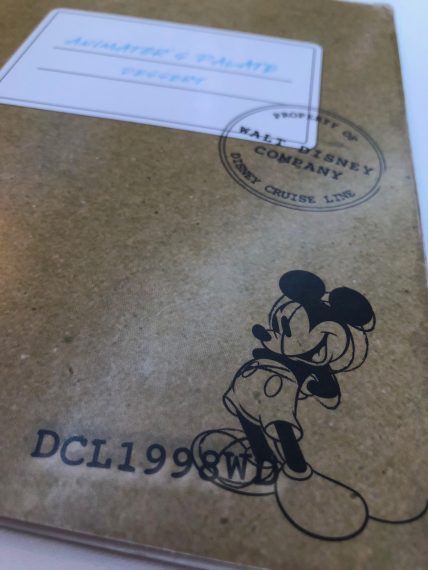 ANIMATOR'S PALATE
DESSERT
PROPERTY OF
WALT DISNEY
COMPANY
DISNEY CRUISE LINE
DCL1998WD